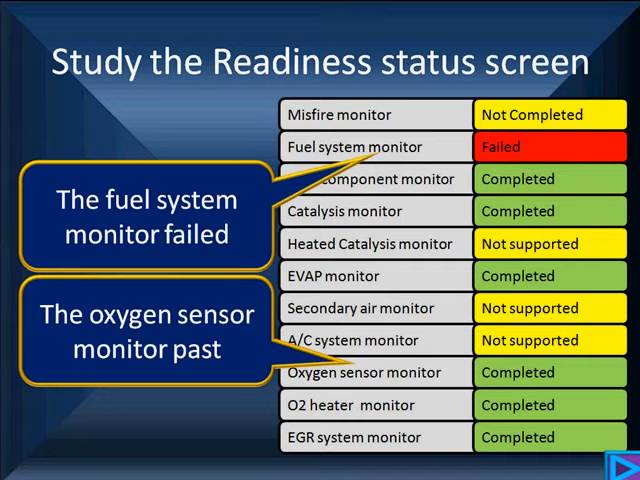 Study the Readiness status screen
Misfire monitor Not Completed
Fuel system monitor Failed
component monitor Completed
Catalysis monitor Completed
Heated Catalysis monitor Not supported
EVAP monitor Completed
Secondary air monitor Not supported
A/C system monitor Not supported
Oxygen sensor monitor Completed
O2 heater monitor Completed
EGR system monitor Completed
The fuel system
monitor failed
The oxygen sensor
monitor past